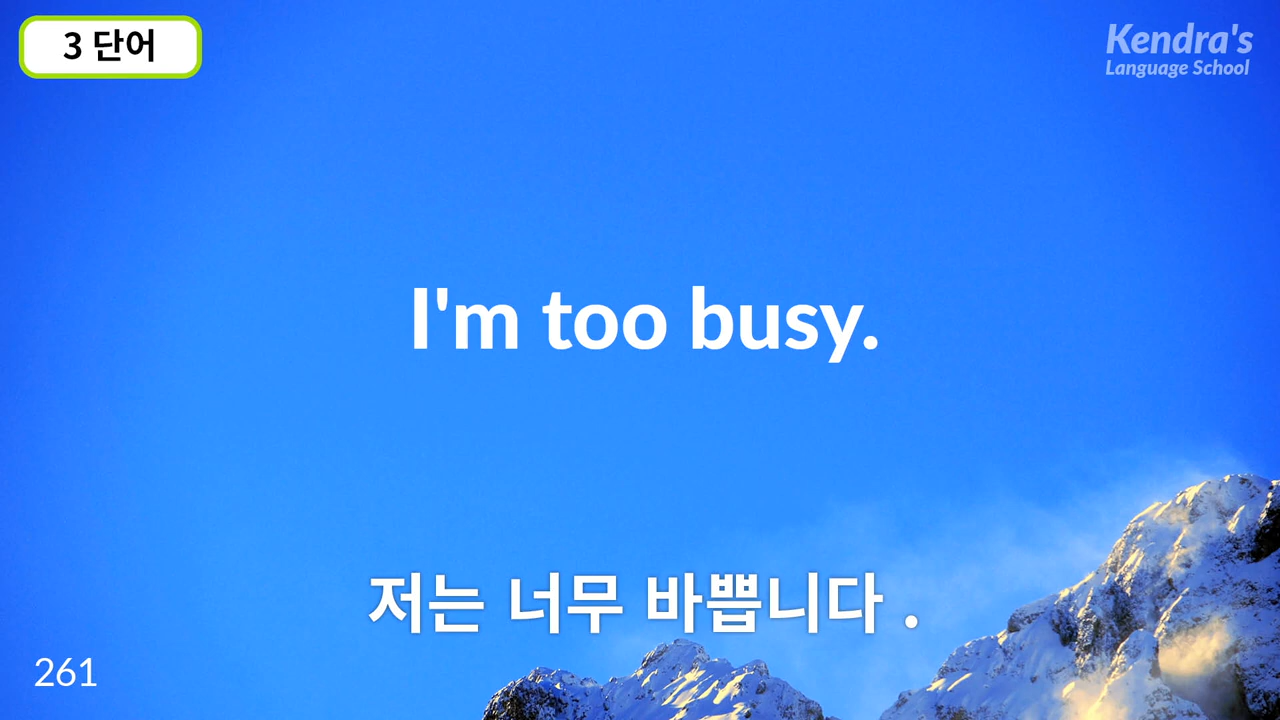 3 단어
Kendra's
Language School
I'm too busy.
저는 너무 바쁩니다 .
261